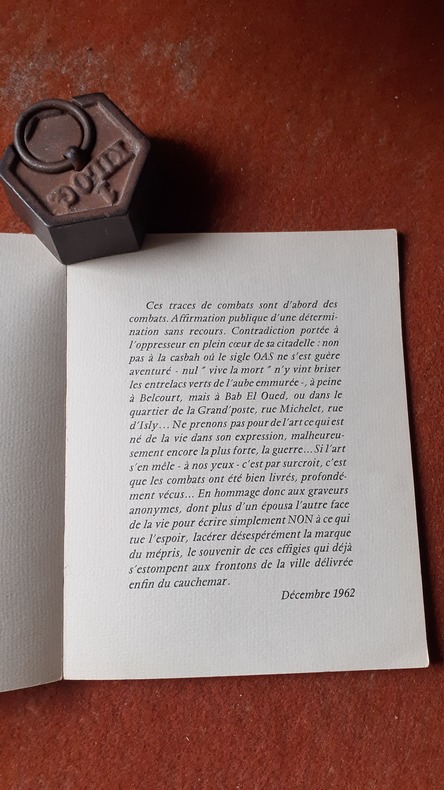 1
KILOG.
Ces traces de combats sont d'abord des
combats. Affirmation publique d'une détermi-
nation sans recours. Contradiction portée à
l'oppresseur en plein cœur de sa citadelle : non
pas à la casbah où le sigle OAS ne s'est guère
aventuré - nul " vive la mort " n'y vint briser
les entrelacs verts de l'aube emmurée -, à peine
à Belcourt, mais à Bab El Oued, ou dans le
quartier de la Grand'poste, rue Michelet, rue
d'Isly... Ne prenons pas pour de l'art ce qui est
né de la vie dans son expression, malheureu-
sement encore la plus forte, la guerre... Si l'art
s'en mêle - à nos yeux - c'est par surcroit, c'est
que les combats ont été bien livrés, profondé-
ment vécus... En hommage donc aux graveurs
anonymes, dont plus d'un épousa l'autre face
de la vie pour écrire simplement NON à ce qui
tue l'espoir, lacérer désespérément la marque
du mépris, le souvenir de ces effigies qui déjà
s'estompent aux frontons de la ville délivrée
enfin du cauchemar.
Décembre 1962